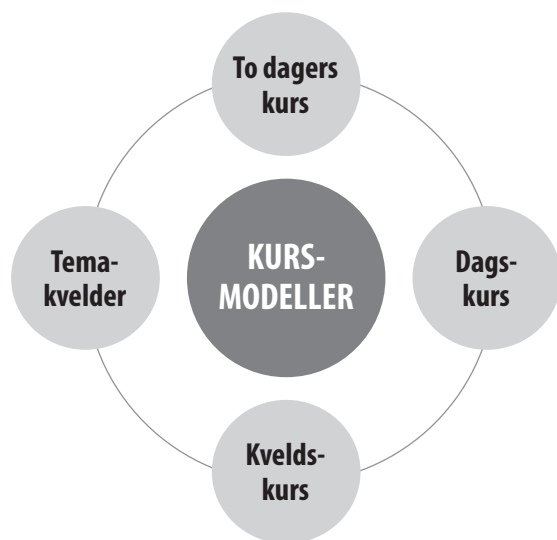 To dagers
kurs
Tema-
kvelder
KURS-
MODELLER
Dags-
kurs
Kvelds-
kurs